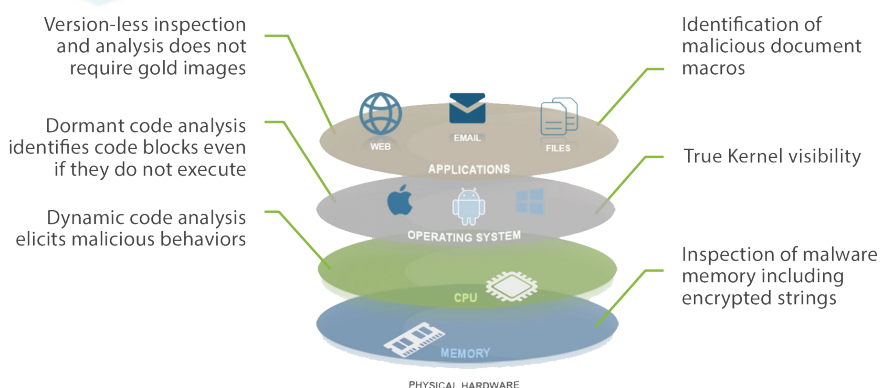 Version-less inspection
and analysis does not
require gold images
Dormant code analysis
identifies code blocks even
if they do not execute
Dynamic code analysis
elicits malicious behaviors
WEB
EMAIL
FILES
APPLICATIONS
OPERATING SYSTEM
CPU
MEMORY
PHYSICAL HARDWARE
Identification of
malicious document
macros
True Kernel visibility
Inspection of malware
memory including
encrypted strings